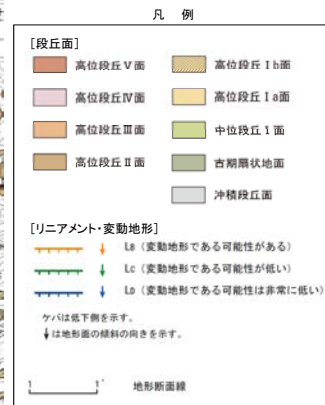 凡 例
[段丘面]
高位段丘Ⅴ面
高位段丘Ⅰb面
高位段丘Ⅳ面
高位段丘Ⅰa面
高位段丘Ⅲ面
中位段丘Ⅰ面
高位段丘Ⅱ面
古期扇状地面
沖積段丘面
[リニアメント・変動地形]
LB (変動地形である可能性がある)
LC (変動地形である可能性が低い)
LD (変動地形である可能性は非常に低い)
ケバは低下側を示す。
↓は地形面の傾斜の向きを示す。
1 1' 地形断面線